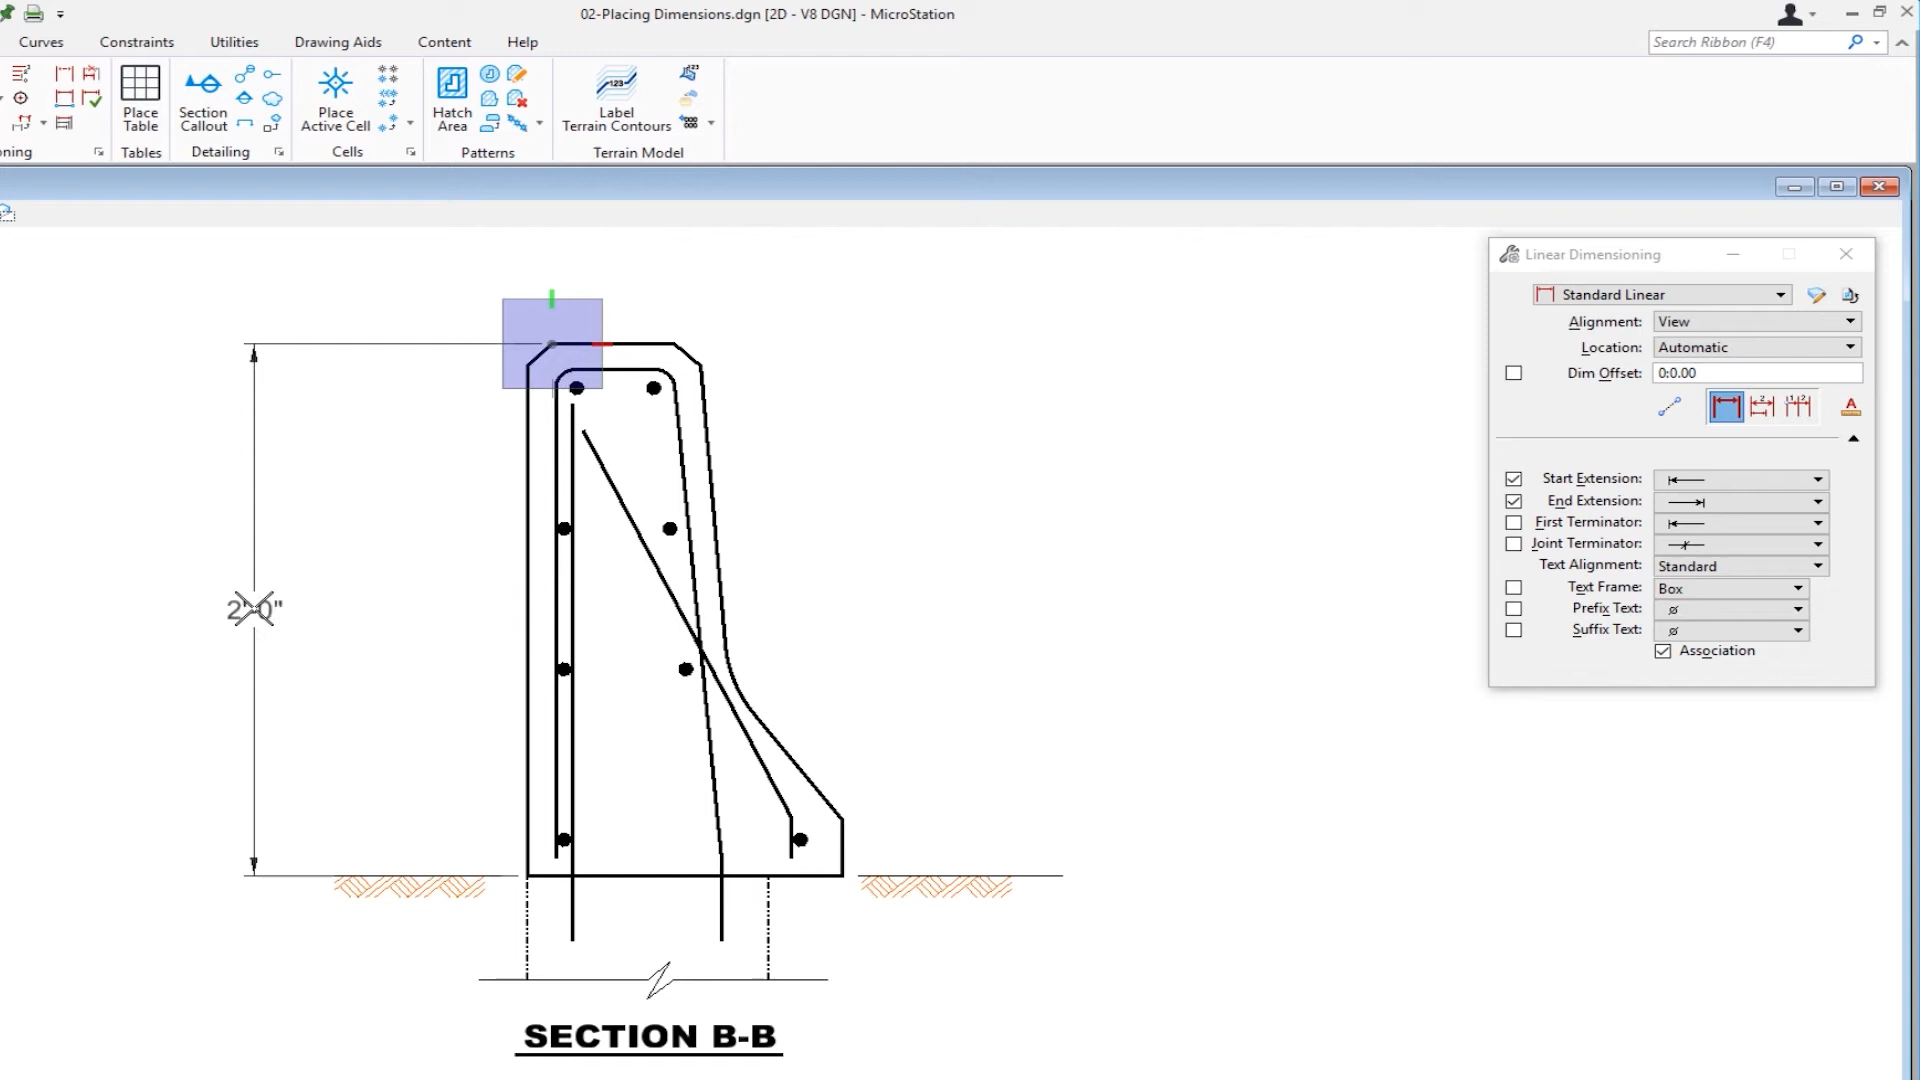 02-Placing Dimensions.dgn [2D - V8 DGN] - MicroStation
Curves Constraints Utilities Drawing Aids Content Help
Search Ribbon (F4)
Place Table
Section Callout
Place Active Cell
Hatch Area
Label Terrain Contours
oning Tables Detailing Cells Patterns Terrain Model
Linear Dimensioning
Standard Linear
Alignment: View
Location: Automatic
Dim Offset: 0:0.00
Start Extension:
End Extension:
First Terminator:
Joint Terminator:
Text Alignment: Standard
Text Frame: Box
Prefix Text:
Suffix Text:
Association
SECTION B-B